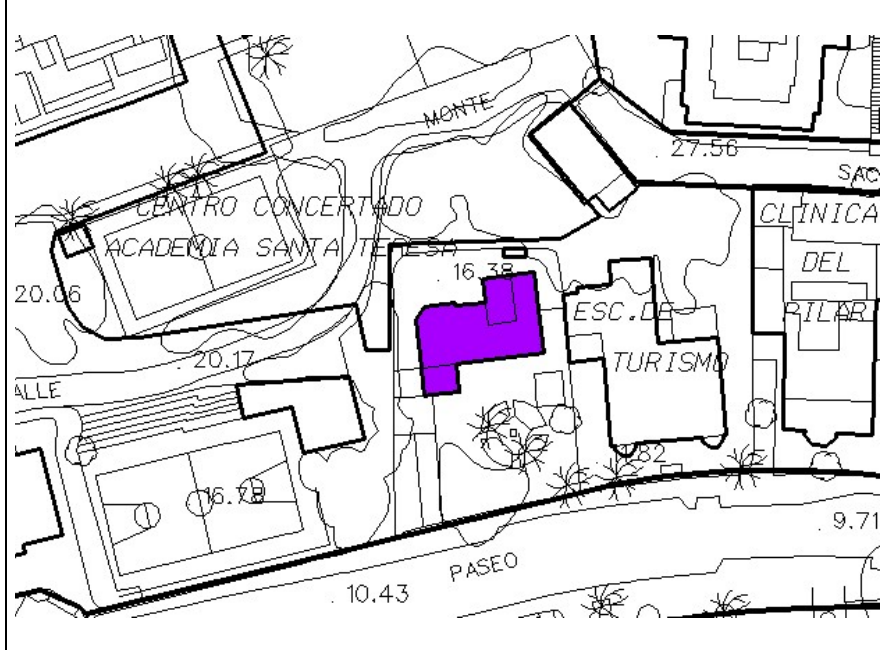 MONTE
27.56
SAC
CENTRO CONCERTADO
ACADEMIA SANTA TERESA
CLINICA
DEL
PILAR
16.38
20.06
ESC. DE
TURISMO
20.17
ALLE
16.78
9.71
PASEO
10.43